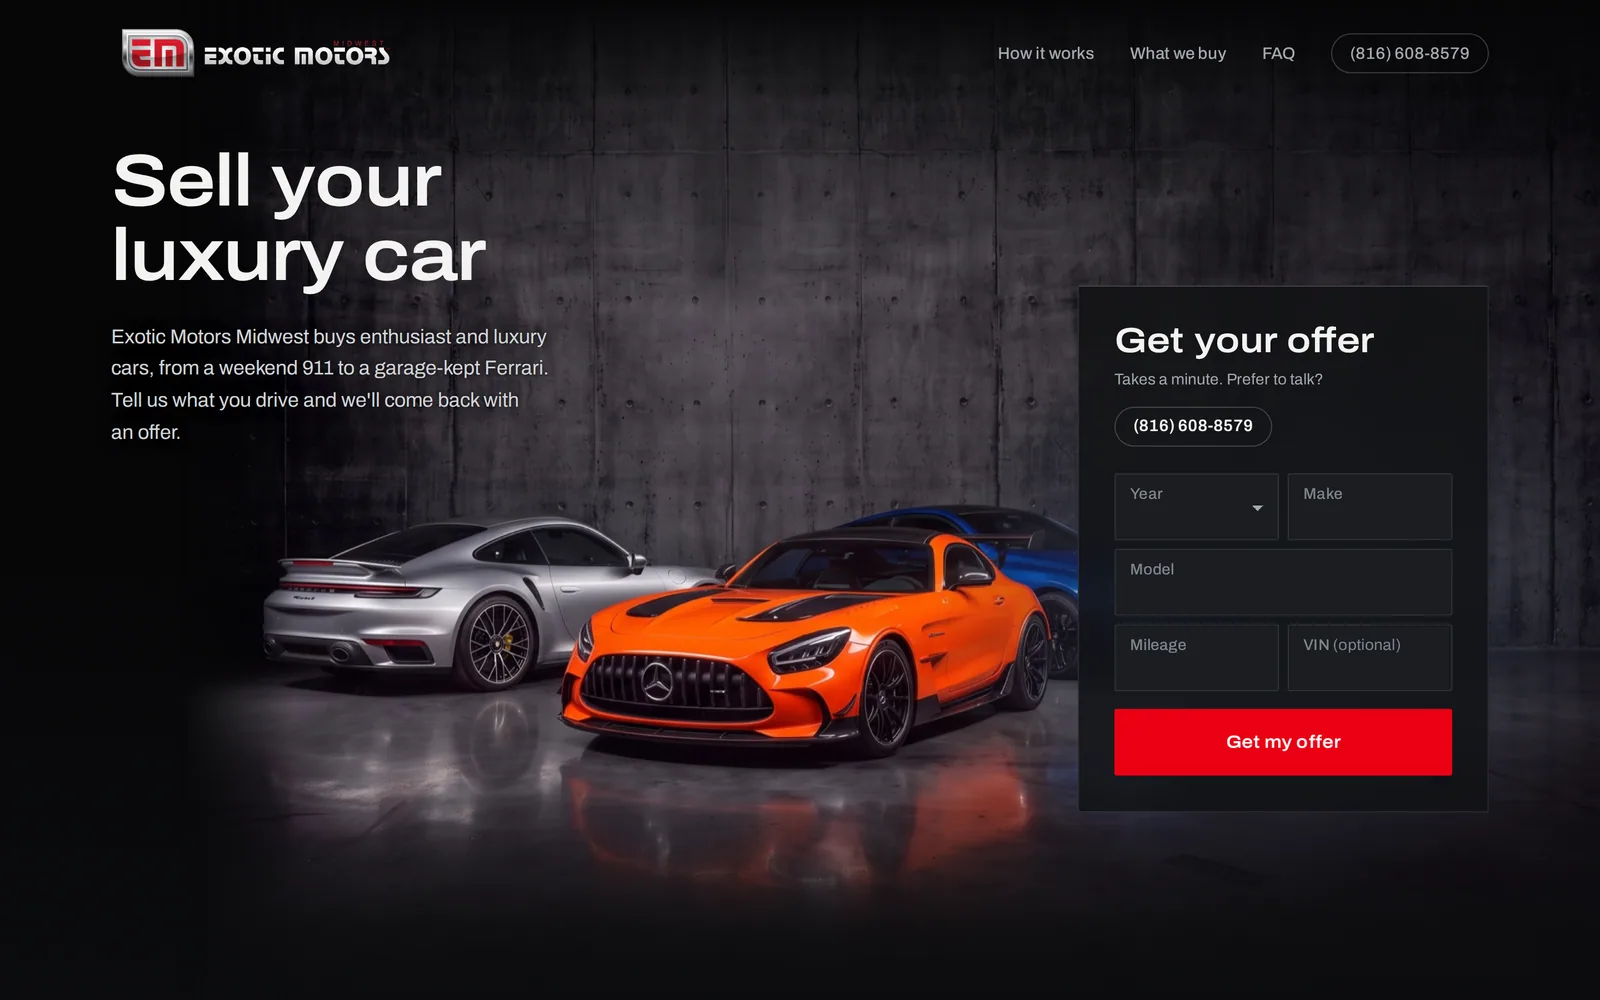 EM EXOTIC MOTORS
MIDWEST
How it works
What we buy
FAQ
(816) 608-8579
Sell your
luxury car
Exotic Motors Midwest buys enthusiast and luxury
cars, from a weekend 911 to a garage-kept Ferrari.
Tell us what you drive and we'll come back with
an offer.
Get your offer
Takes a minute. Prefer to talk?
(816) 608-8579
Year
Make
Model
Mileage
VIN (optional)
Get my offer